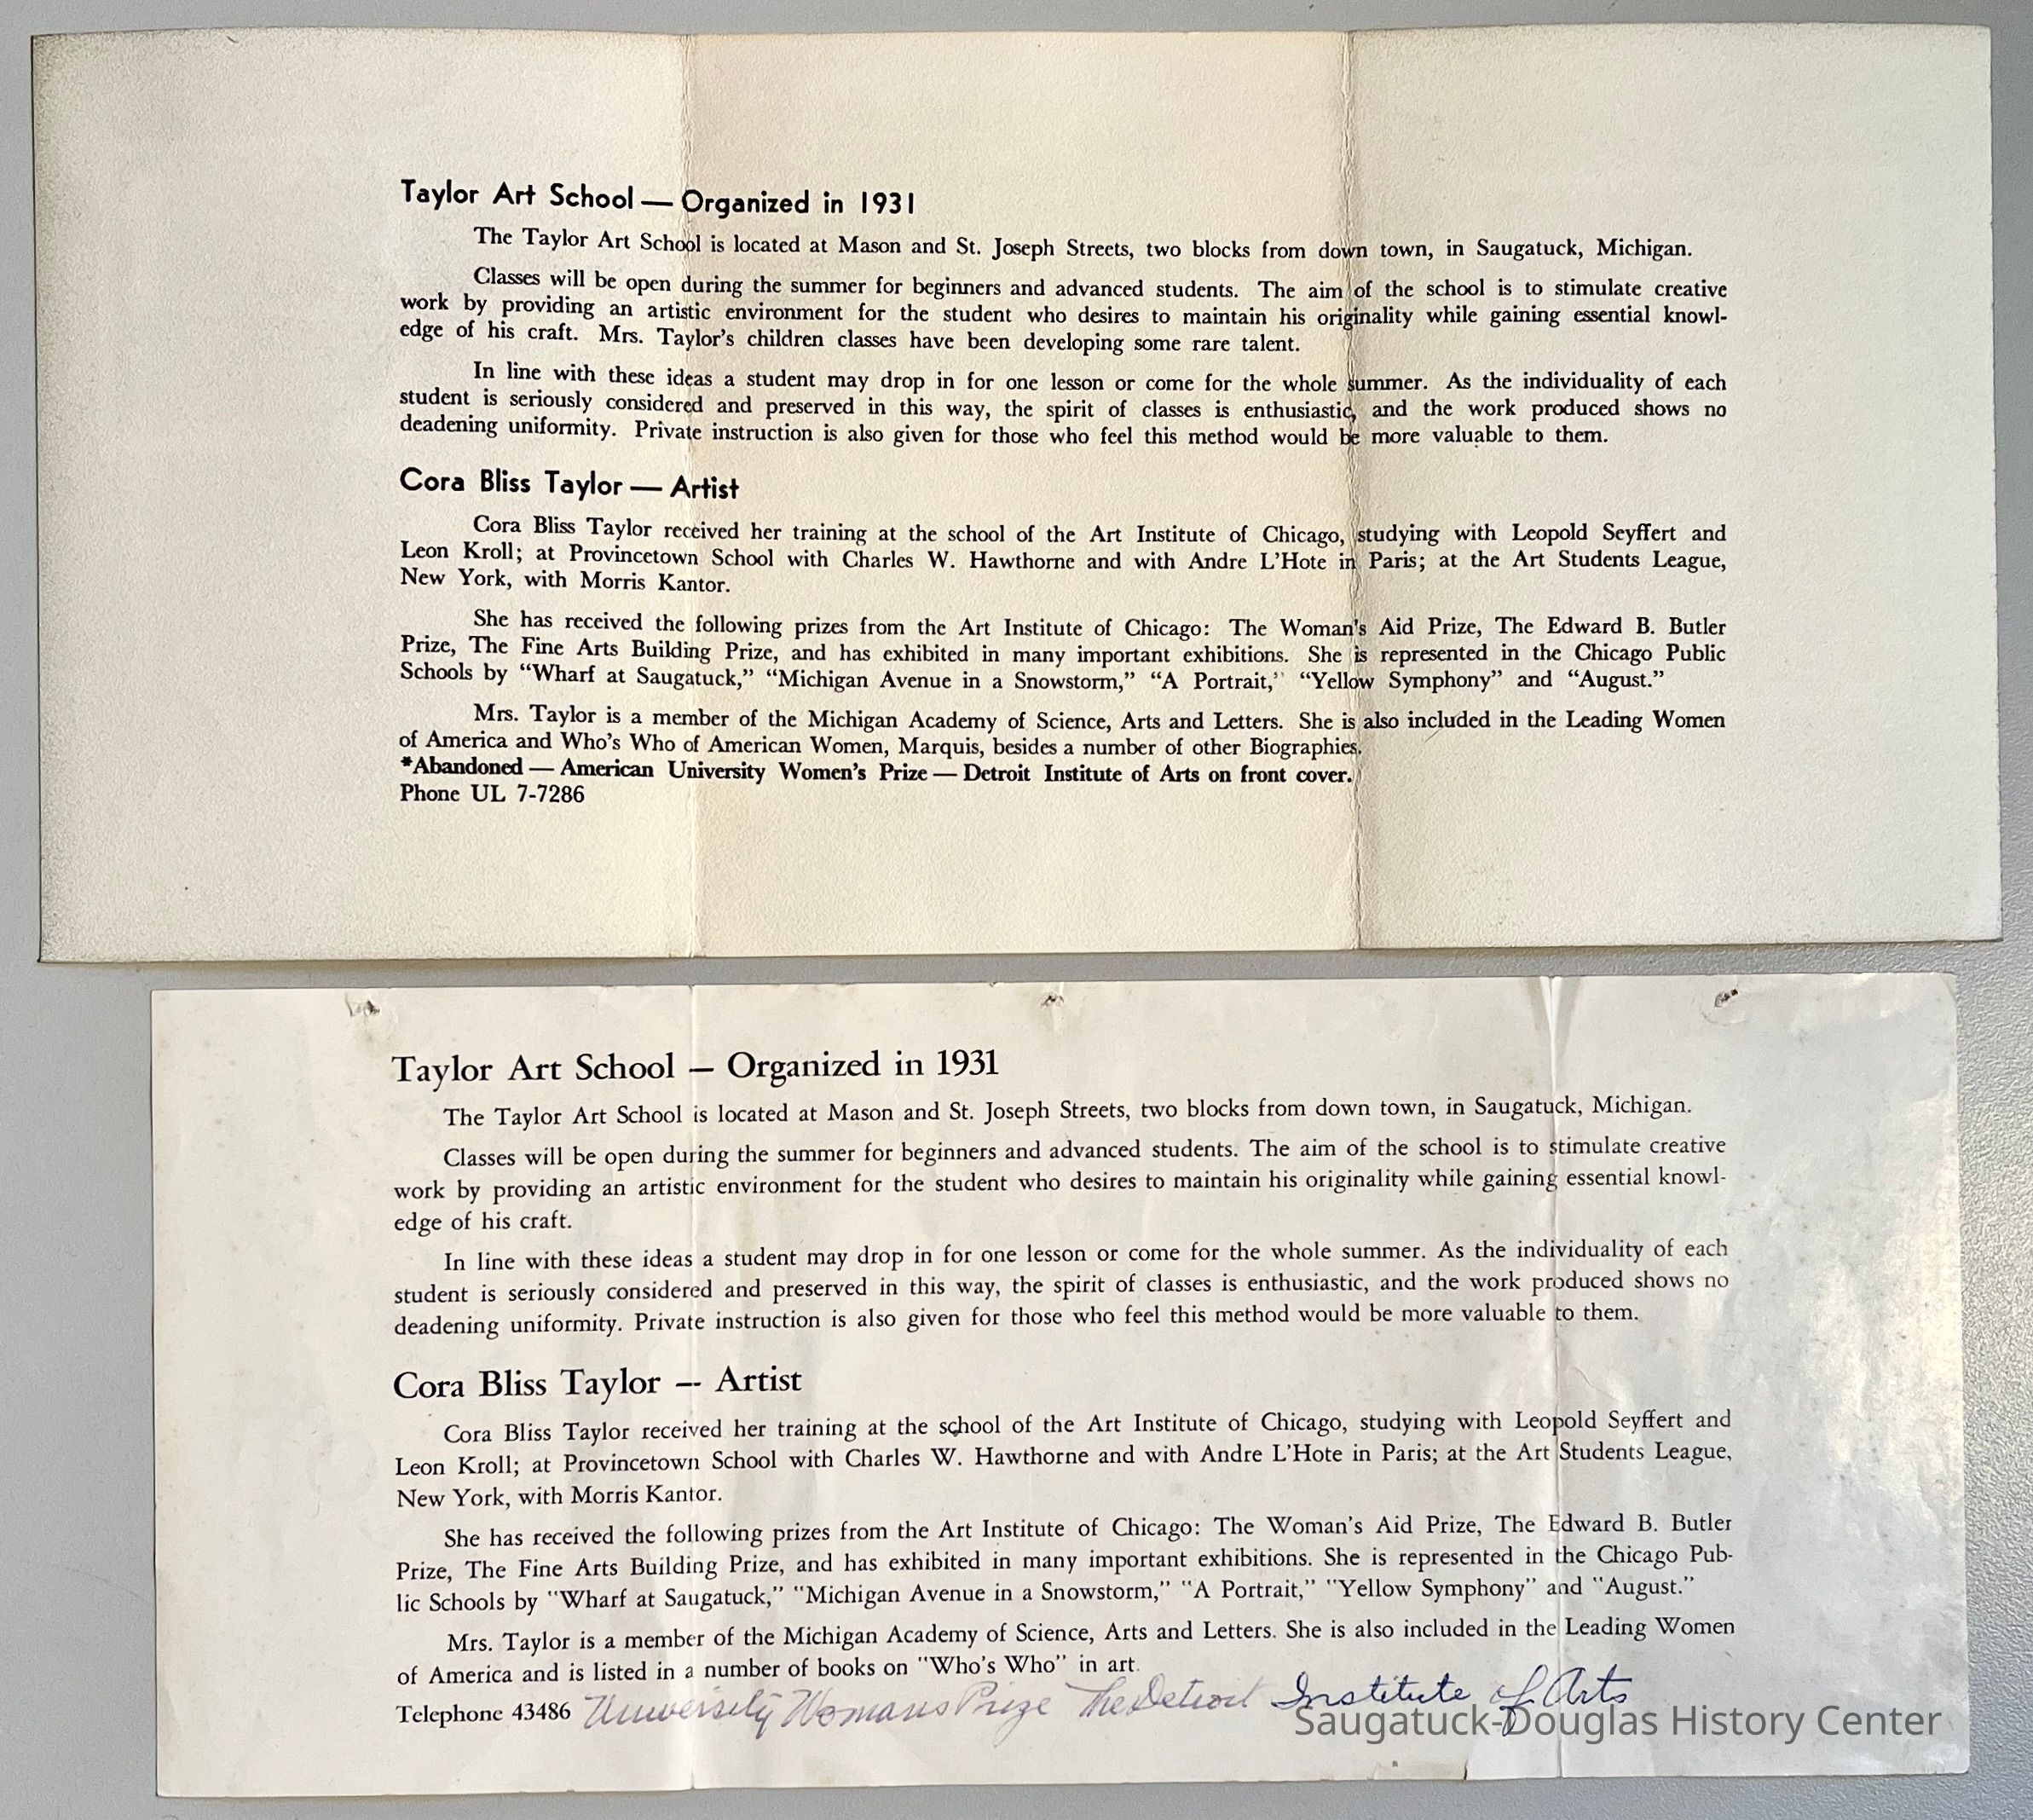 Taylor Art School — Organized in 1931
The Taylor Art School is located at Mason and St. Joseph Streets, two blocks from down town, in Saugatuck, Michigan.
Classes will be open during the summer for beginners and advanced students. The aim of the school is to stimulate creative
work by providing an artistic environment for the student who desires to maintain his originality while gaining essential knowl-
edge of his craft. Mrs. Taylor's children classes have been developing some rare talent.
In line with these ideas a student may drop in for one lesson or come for the whole summer. As the individuality of each
student is seriously considered and preserved in this way, the spirit of classes is enthusiastic, and the work produced shows no
deadening uniformity. Private instruction is also given for those who feel this method would be more valuable to them.
Cora Bliss Taylor — Artist
Cora Bliss Taylor received her training at the school of the Art Institute of Chicago, studying with Leopold Seyffert and
Leon Kroll; at Provincetown School with Charles W. Hawthorne and with Andre L'Hote in Paris; at the Art Students League,
New York, with Morris Kantor.
She has received the following prizes from the Art Institute of Chicago: The Woman's Aid Prize, The Edward B. Butler
Prize, The Fine Arts Building Prize, and has exhibited in many important exhibitions. She is represented in the Chicago Public
Schools by "Wharf at Saugatuck," "Michigan Avenue in a Snowstorm," "A Portrait," "Yellow Symphony" and "August."
Mrs. Taylor is a member of the Michigan Academy of Science, Arts and Letters. She is also included in the Leading Women
of America and Who's Who of American Women, Marquis, besides a number of other Biographies.
*Abandoned — American University Women's Prize — Detroit Institute of Arts on front cover.
Phone UL 7-7286
Taylor Art School — Organized in 1931
The Taylor Art School is located at Mason and St. Joseph Streets, two blocks from down town, in Saugatuck, Michigan.
Classes will be open during the summer for beginners and advanced students. The aim of the school is to stimulate creative
work by providing an artistic environment for the student who desires to maintain his originality while gaining essential knowl-
edge of his craft.
In line with these ideas a student may drop in for one lesson or come for the whole summer. As the individuality of each
student is seriously considered and preserved in this way, the spirit of classes is enthusiastic, and the work produced shows no
deadening uniformity. Private instruction is also given for those who feel this method would be more valuable to them.
Cora Bliss Taylor -- Artist
Cora Bliss Taylor received her training at the school of the Art Institute of Chicago, studying with Leopold Seyffert and
Leon Kroll; at Provincetown School with Charles W. Hawthorne and with Andre L'Hote in Paris; at the Art Students League,
New York, with Morris Kantor.
She has received the following prizes from the Art Institute of Chicago: The Woman's Aid Prize, The Edward B. Butler
Prize, The Fine Arts Building Prize, and has exhibited in many important exhibitions. She is represented in the Chicago Pub-
lic Schools by "Wharf at Saugatuck," "Michigan Avenue in a Snowstorm," "A Portrait," "Yellow Symphony" and "August."
Mrs. Taylor is a member of the Michigan Academy of Science, Arts and Letters. She is also included in the Leading Women
of America and is listed in a number of books on "Who's Who" in art.
Telephone 43486 University Womans Prize The Detroit Institute of Arts
Saugatuck-Douglas History Center